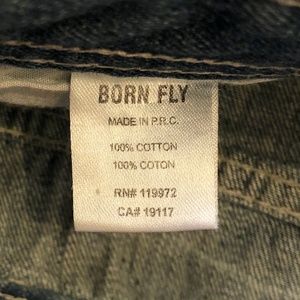 BORN FLY
MADE IN P.R.C.
100% COTTON
100% COTON
RN# 119972
CA# 19117